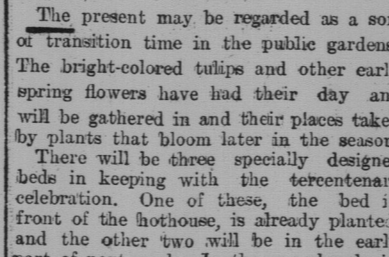 The present may be regarded as a so
of transition time in the public garden
The bright-colored tulips and other earl
spring flowers have had their day an
will be gathered in and their places take
by plants that bloom later in the season
There will be three specially designe
beds in keeping with the tercentenar
celebration. One of these, the bed i
front of the hothouse, is already plante
and the other two will be in the earl